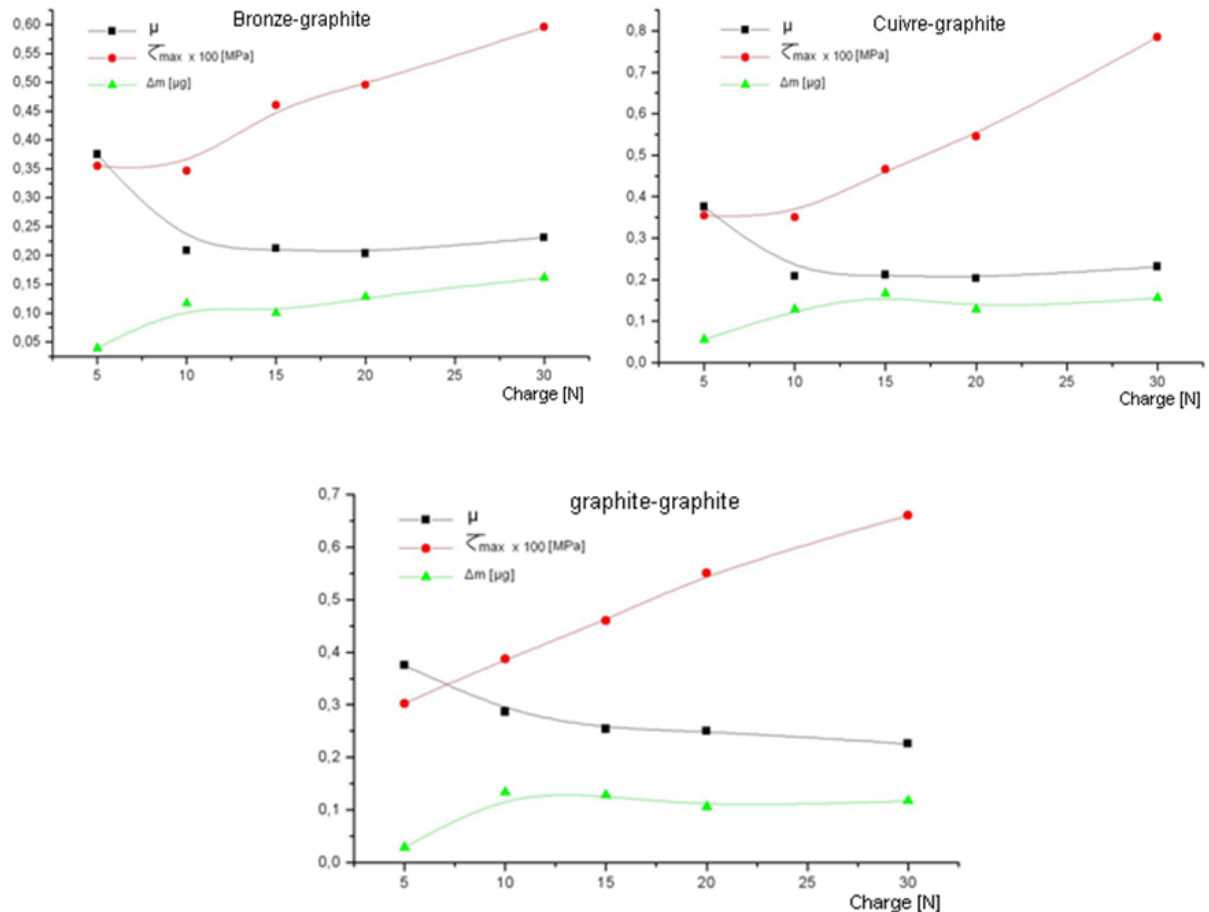 Bronze-graphite
μ
τmax x 100 [MPa]
Δm [μg]
0,60
0,55
0,50
0,45
0,40
0,35
0,30
0,25
0,20
0,15
0,10
0,05
5 10 15 20 25 30
Charge [N]
Cuivre-graphite
μ
τmax x 100 [MPa]
Δm [μg]
0,8
0,7
0,6
0,5
0,4
0,3
0,2
0,1
0,0
5 10 15 20 25 30
Charge [N]
graphite-graphite
μ
τmax x 100 [MPa]
Δm [μg]
0,7
0,6
0,5
0,4
0,3
0,2
0,1
0,0
5 10 15 20 25 30
Charge [N]